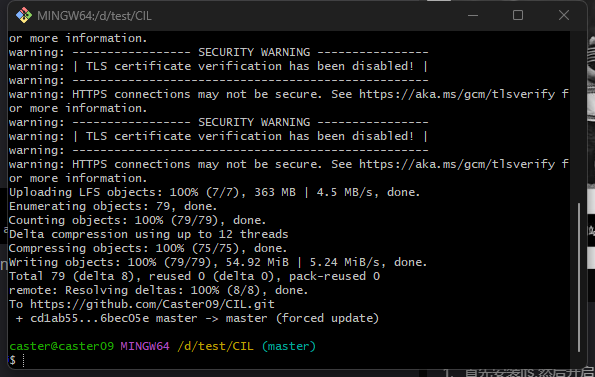 MINGW64:/d/test/CIL
or more information.
warning: ----------------- SECURITY WARNING ----------------
warning: | TLS certificate verification has been disabled! |
warning: ---------------------------------------------------
warning: HTTPS connections may not be secure. See https://aka.ms/gcm/tlsverify f
or more information.
warning: ----------------- SECURITY WARNING ----------------
warning: | TLS certificate verification has been disabled! |
warning: ---------------------------------------------------
warning: HTTPS connections may not be secure. See https://aka.ms/gcm/tlsverify f
or more information.
Uploading LFS objects: 100% (7/7), 363 MB | 4.5 MB/s, done.
Enumerating objects: 79, done.
Counting objects: 100% (79/79), done.
Delta compression using up to 12 threads
Compressing objects: 100% (75/75), done.
Writing objects: 100% (79/79), 54.92 MiB | 5.24 MiB/s, done.
Total 79 (delta 8), reused 0 (delta 0), pack-reused 0
remote: Resolving deltas: 100% (8/8), done.
To https://github.com/Caster09/CIL.git
 + cd1ab55...6bec05e master -> master (forced update)
caster@caster09 MINGW64 /d/test/CIL (master)
$